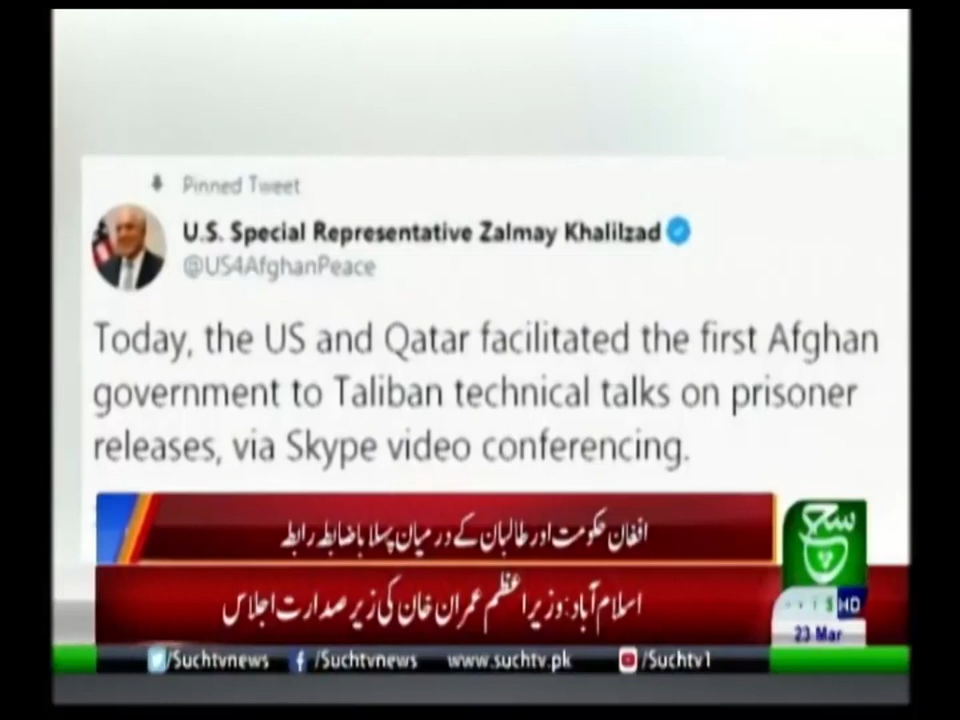 Pinned Tweet
U.S. Special Representative Zalmay Khalilzad
@US4AfghanPeace
Today, the US and Qatar facilitated the first Afghan
government to Taliban technical talks on prisoner
releases, via Skype video conferencing.
افغان حکومت اور طالبان کے درمیان پہلا باضابطہ رابطہ
اسلام آباد: وزیراعظم عمران خان کی زیر صدارت اجلاس
سچ
HD
23 Mar
/Suchtvnews /Suchtvnews www.suchtv.pk /Suchtv1